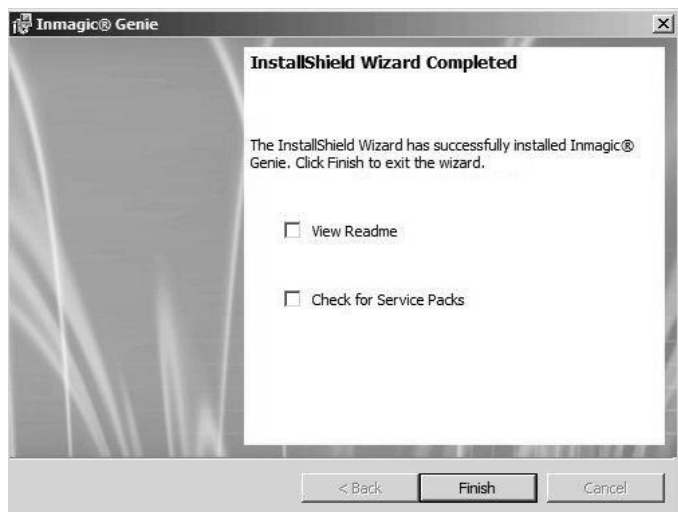 Inmagic® Genie
InstallShield Wizard Completed
The InstallShield Wizard has successfully installed Inmagic®
Genie. Click Finish to exit the wizard.
View Readme
Check for Service Packs
< Back
Finish
Cancel